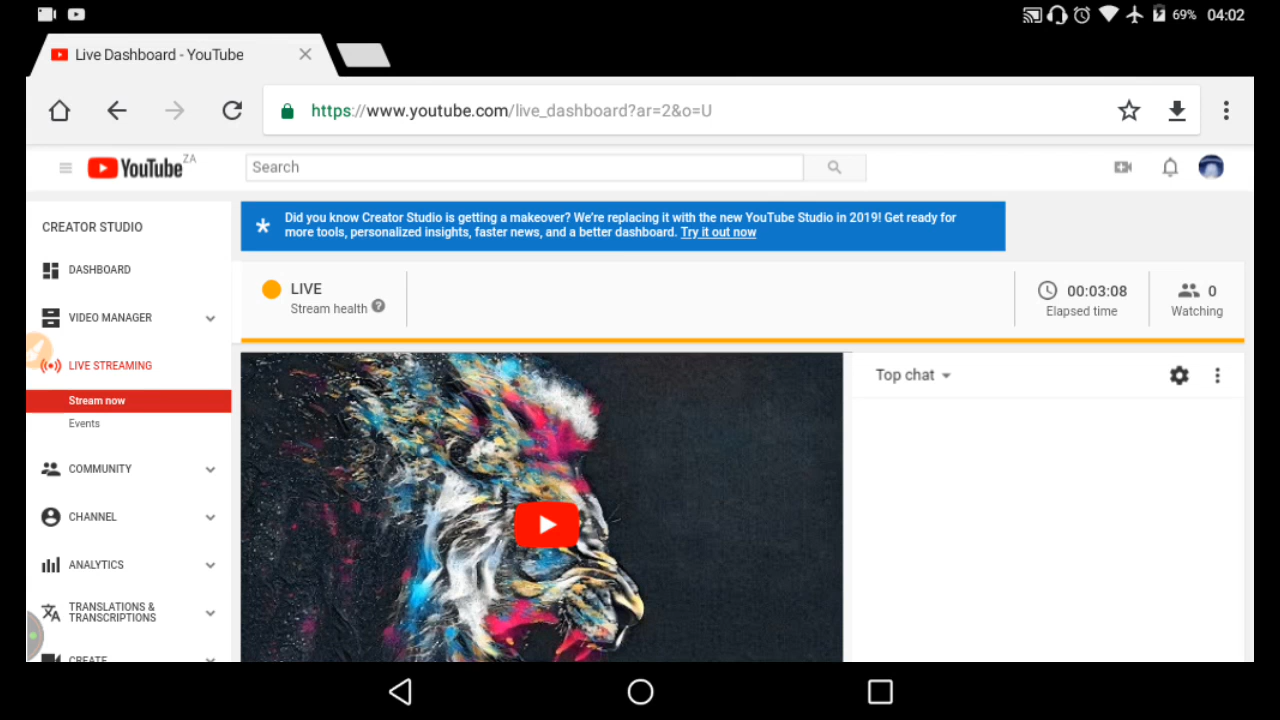 69% 04:02
Live Dashboard - YouTube
https://www.youtube.com/live_dashboard?ar=2&o=U
YouTube ZA
Search
CREATOR STUDIO
Did you know Creator Studio is getting a makeover? We're replacing it with the new YouTube Studio in 2019! Get ready for
more tools, personalized insights, faster news, and a better dashboard. Try it out now
DASHBOARD
VIDEO MANAGER
LIVE STREAMING
Stream now
Events
COMMUNITY
CHANNEL
ANALYTICS
TRANSLATIONS &
TRANSCRIPTIONS
CREATE
LIVE
Stream health ?
00:03:08
Elapsed time
0
Watching
Top chat